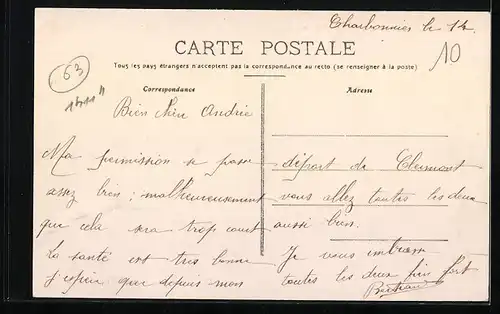 Charbonnier le 14
10
CARTE POSTALE
Tous les pays étrangers n'acceptent pas la correspondance au recto (se renseigner à la poste)
63
Correspondance
Adresse
Bien chère Andrée
Ma permission se passe
assez bien; malheureusement
que cela sera trop court
La santé est très bonne
J'espère que depuis mon
départ de Clermont
vous allez toutes les deux
aussi bien.
Je vous embrasse
toutes les deux bien fort